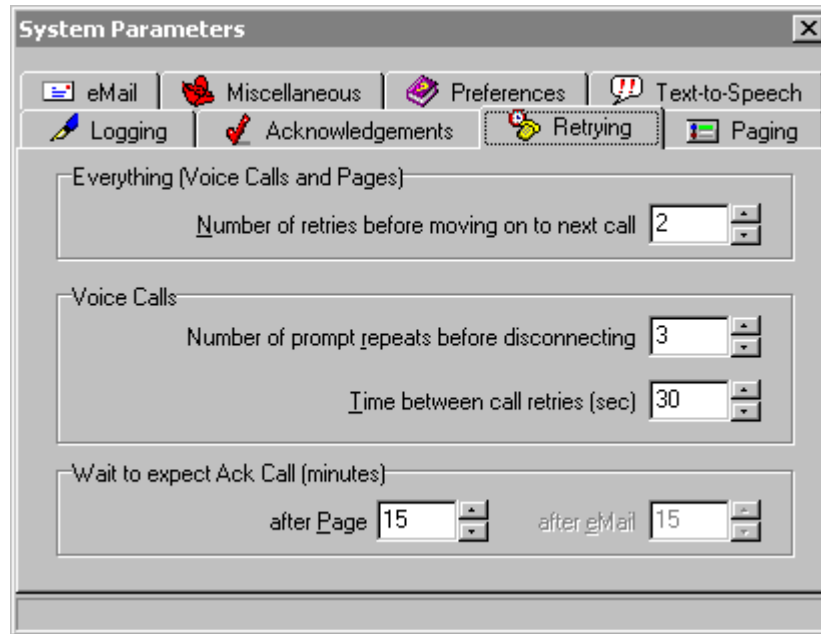 System Parameters
eMail Miscellaneous Preferences Text-to-Speech
Logging Acknowledgements Retrying Paging
Everything (Voice Calls and Pages)
Number of retries before moving on to next call 2
Voice Calls
Number of prompt repeats before disconnecting 3
Time between call retries (sec) 30
Wait to expect Ack Call (minutes)
after Page 15 after eMail 15